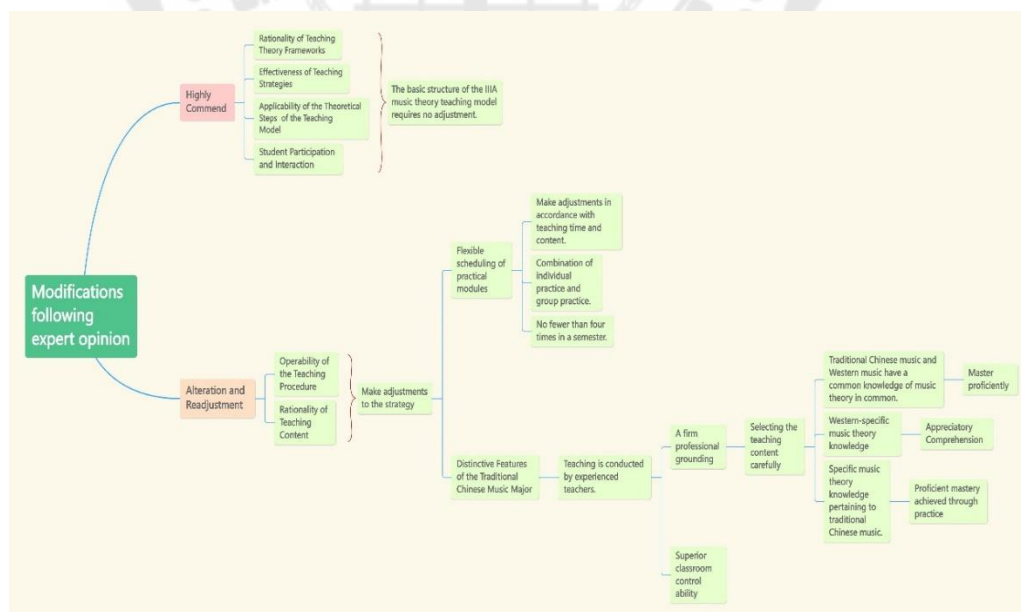 Rationality of Teaching
Theory Frameworks
Effectiveness of Teaching
Strategies
Highly
Commend
Applicability of the Theoretical
Steps of the Teaching
Model
Student Participation
and Interaction
The basic structure of the IIIA
music theory teaching model
requires no adjustment.
Modifications
following
expert opinion
Alteration and
Readjustment
Operability of
the Teaching
Procedure
Rationality of
Teaching
Content
Make adjustments
to the strategy
Flexible
scheduling of
practical
modules
Make adjustments in
accordance with
teaching time and
content.
Combination of
individual
practice and
group practice.
No fewer than four
times in a semester.
Distinctive Features
of the Traditional
Chinese Music Major
Teaching is conducted
by experienced
teachers.
A firm
professional
grounding
Selecting the
teaching
content
carefully
Traditional Chinese music and
Western music have a
common knowledge of music
theory in common.
Master
proficiently
Western-specific
music theory
knowledge
Appreciatory
Comprehension
Specific music
theory
knowledge
pertaining to
traditional
Chinese music.
Proficient mastery
achieved through
practice
Superior
classroom
control
ability